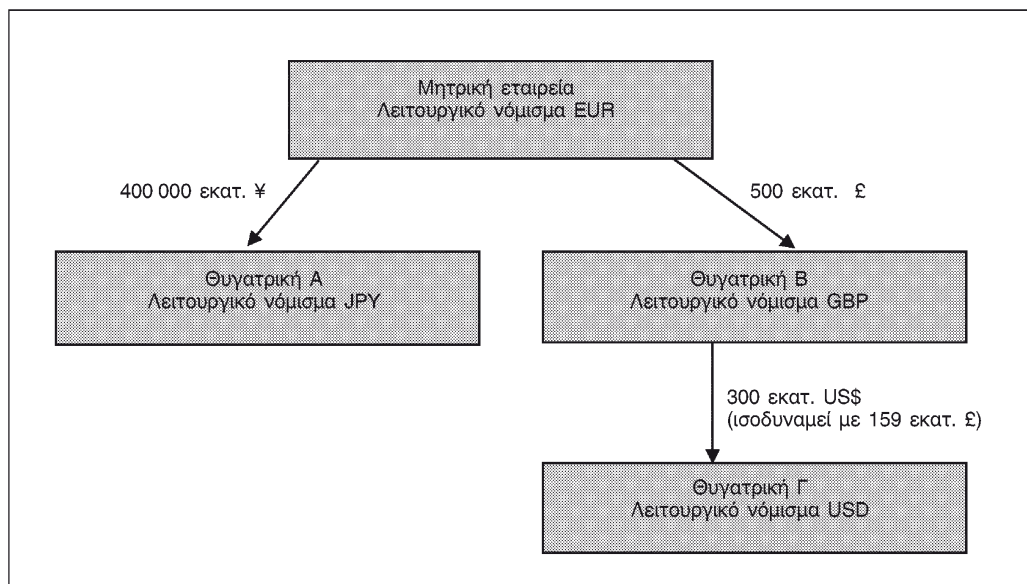 Μητρική εταιρεία
Λειτουργικό νόμισμα EUR
400 000 εκατ. ¥
500 εκατ. £
Θυγατρική Α
Λειτουργικό νόμισμα JPY
Θυγατρική Β
Λειτουργικό νόμισμα GBP
300 εκατ. US$
(ισοδυναμεί με 159 εκατ. £)
Θυγατρική Γ
Λειτουργικό νόμισμα USD